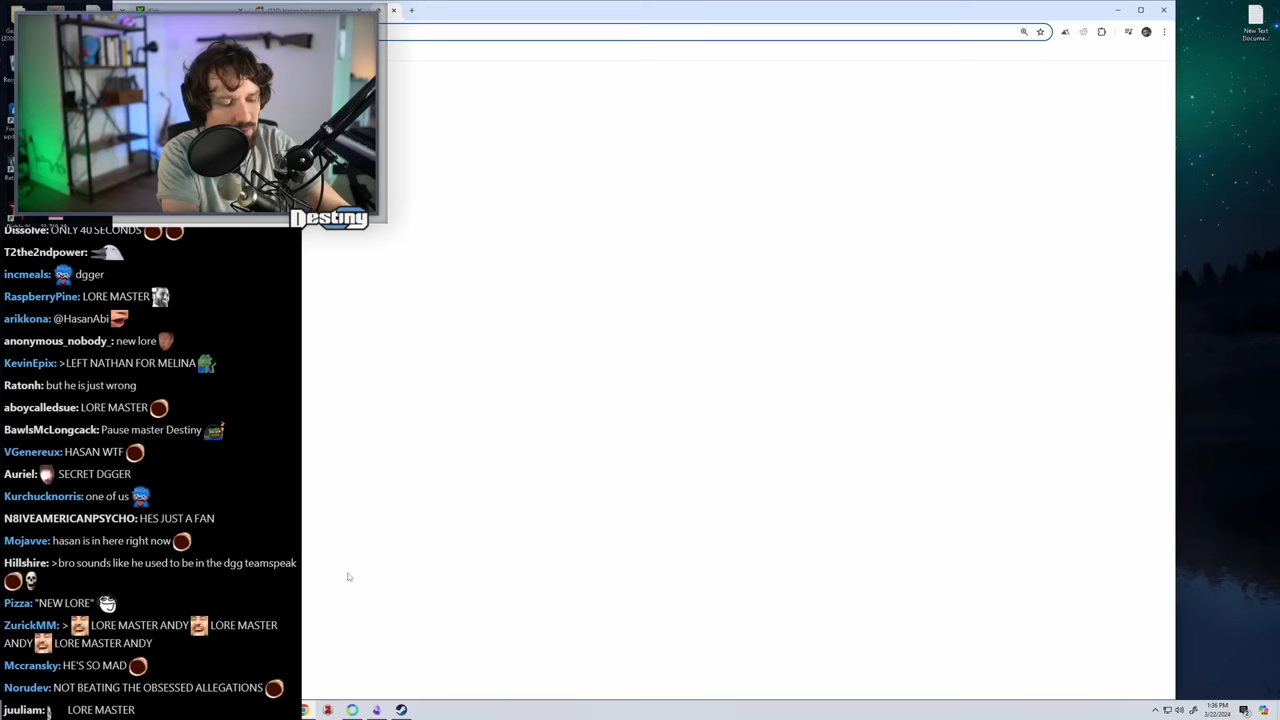 New Text
Docume...
Destiny
Dissolve: ONLY 40 SECONDS
T2the2ndpower:
incmeals: dgger
RaspberryPine: LORE MASTER
arikkona: @HasanAbi
anonymous_nobody_: new lore
KevinEpix: >LEFT NATHAN FOR MELINA
Ratonh: but he is just wrong
aboycalledsue: LORE MASTER
BawlsMcLongcack: Pause master Destiny
VGenereux: HASAN WTF
Auriel: SECRET DGGER
Kurchucknorris: one of us
N8IVEAMERICANPSYCHO: HES JUST A FAN
Mojavve: hasan is in here right now
Hillshire: >bro sounds like he used to be in the dgg teamspeak
Pizza: "NEW LORE"
ZurickMM: > LORE MASTER ANDY LORE MASTER
ANDY LORE MASTER ANDY
Mccransky: HE'S SO MAD
Norudev: NOT BEATING THE OBSESSED ALLEGATIONS
juuliam: LORE MASTER
1:36 PM
3/22/2024